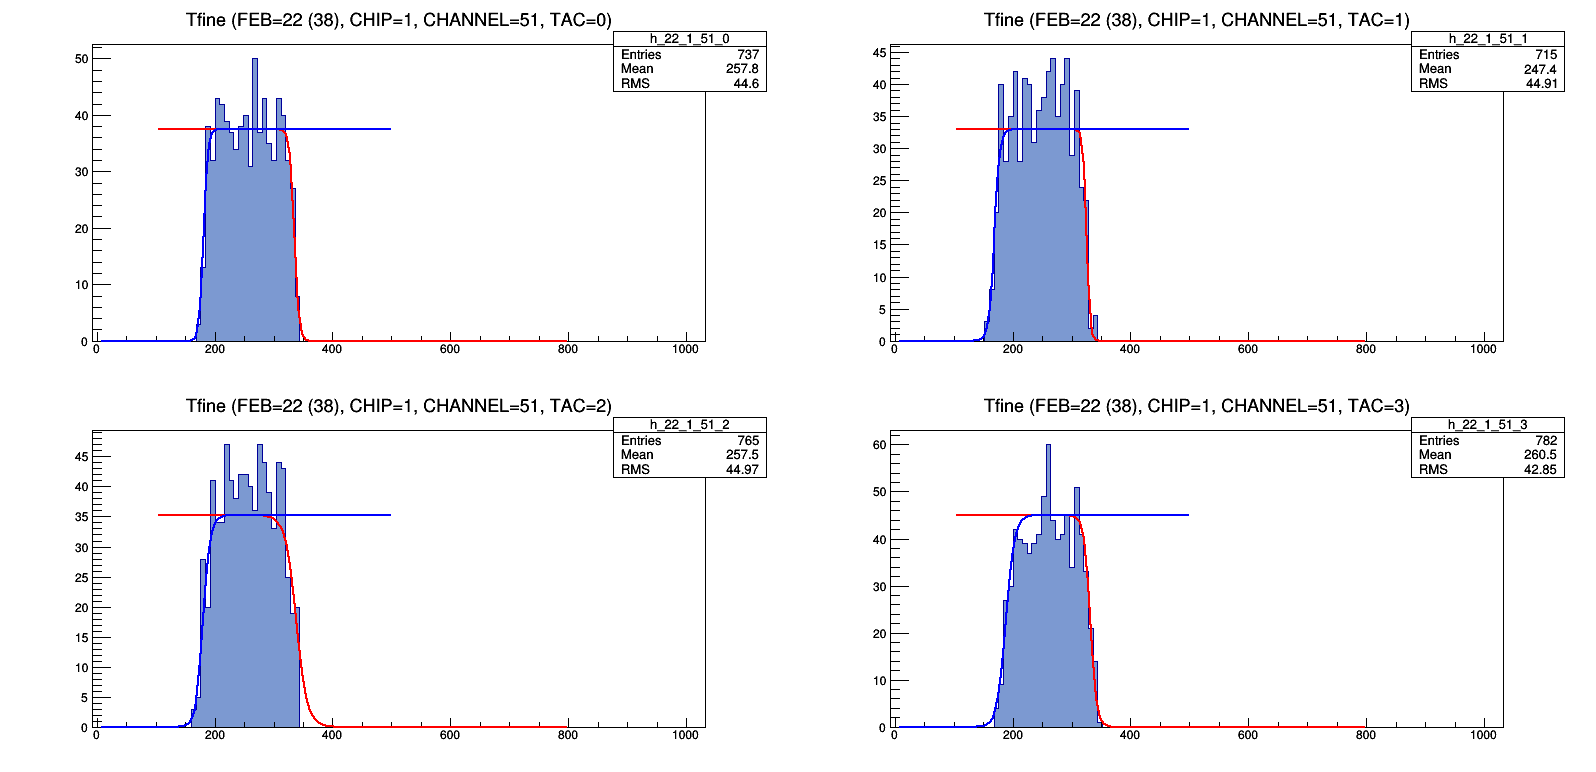 Tfine (FEB=22 (38), CHIP=1, CHANNEL=51, TAC=0)
h_22_1_51_0
Entries 737
Mean 257.8
RMS 44.6
50
40
30
20
10
0
0 200 400 600 800 1000
Tfine (FEB=22 (38), CHIP=1, CHANNEL=51, TAC=1)
h_22_1_51_1
Entries 715
Mean 247.4
RMS 44.91
45
40
35
30
25
20
15
10
5
0
0 200 400 600 800 1000
Tfine (FEB=22 (38), CHIP=1, CHANNEL=51, TAC=2)
h_22_1_51_2
Entries 765
Mean 257.5
RMS 44.97
45
40
35
30
25
20
15
10
5
0
0 200 400 600 800 1000
Tfine (FEB=22 (38), CHIP=1, CHANNEL=51, TAC=3)
h_22_1_51_3
Entries 782
Mean 260.5
RMS 42.85
60
50
40
30
20
10
0
0 200 400 600 800 1000